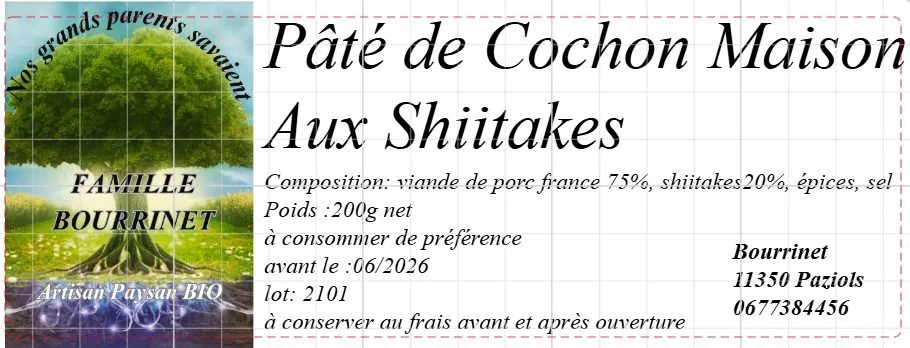 Nos grands parents savaient
FAMILLE
BOURRINET
Artisan Paysan BIO
Pâté de Cochon Maison
Aux Shiitakes
Composition: viande de porc france 75%, shiitakes20%, épices, sel
Poids :200g net
à consommer de préférence
avant le :06/2026
lot: 2101
à conserver au frais avant et après ouverture
Bourrinet
11350 Paziols
0677384456